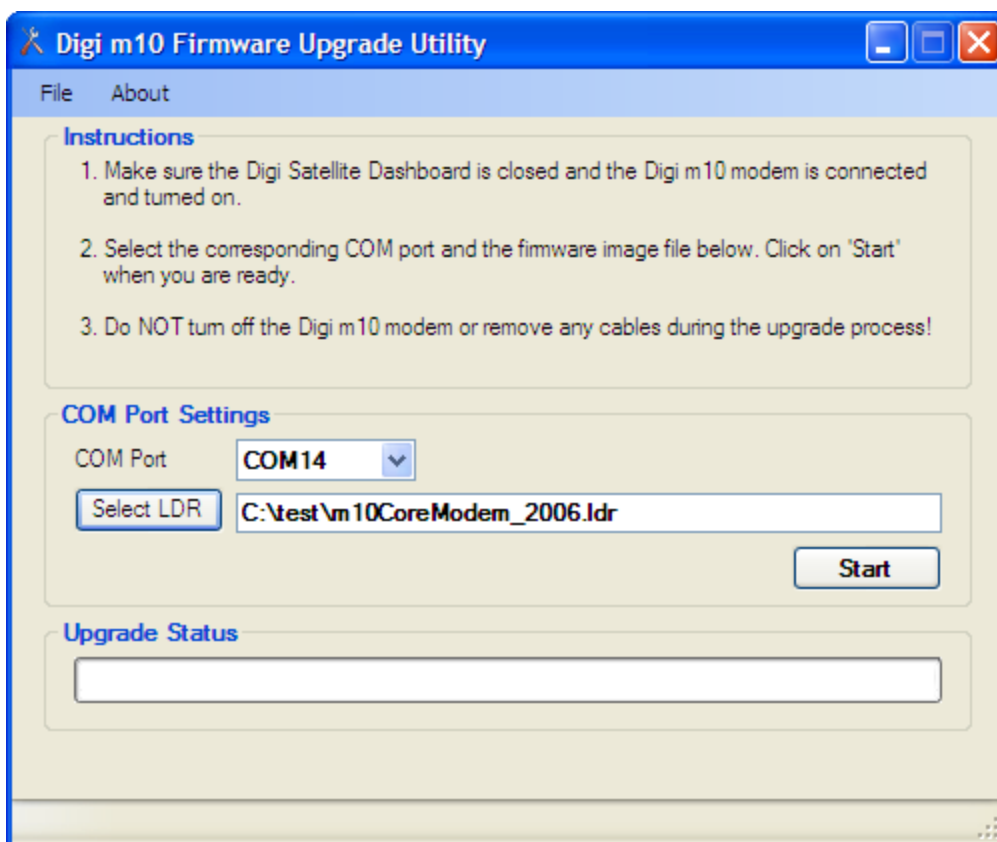 Digi m10 Firmware Upgrade Utility
File About
Instructions
1. Make sure the Digi Satellite Dashboard is closed and the Digi m10 modem is connected
and turned on.
2. Select the corresponding COM port and the firmware image file below. Click on 'Start'
when you are ready.
3. Do NOT turn off the Digi m10 modem or remove any cables during the upgrade process!
COM Port Settings
COM Port COM14
Select LDR C:\test\m10CoreModem_2006.ldr
Start
Upgrade Status